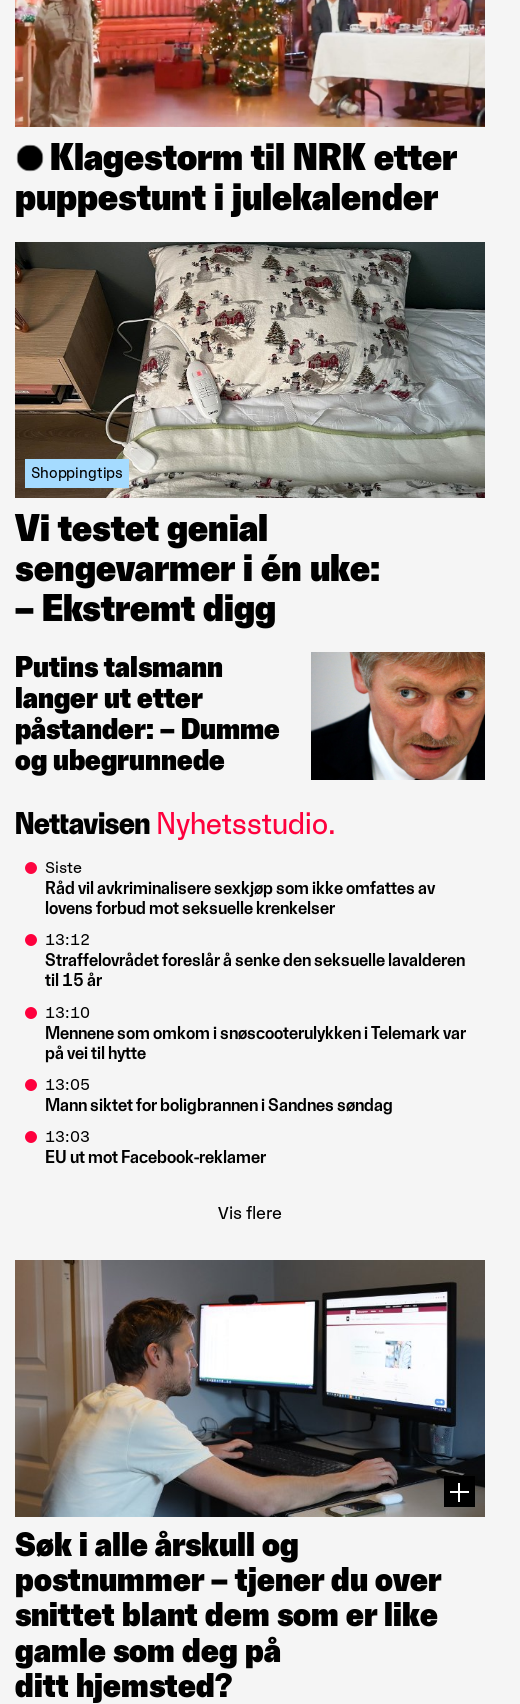 Klagestorm til NRK etter
puppestunt i julekalender
Shoppingtips
Vi testet genial
sengevarmer i én uke:
– Ekstremt digg
Putins talsmann
langer ut etter
påstander: – Dumme
og ubegrunnede
Nettavisen Nyhetsstudio.
Siste
Råd vil avkriminalisere sexkjøp som ikke omfattes av
lovens forbud mot seksuelle krenkelser
13:12
Straffelovrådet foreslår å senke den seksuelle lavalderen
til 15 år
13:10
Mennene som omkom i snøscooterulykken i Telemark var
på vei til hytte
13:05
Mann siktet for boligbrannen i Sandnes søndag
13:03
EU ut mot Facebook-reklamer
Vis flere
Søk i alle årskull og
postnummer – tjener du over
snittet blant dem som er like
gamle som deg på
ditt hjemsted?